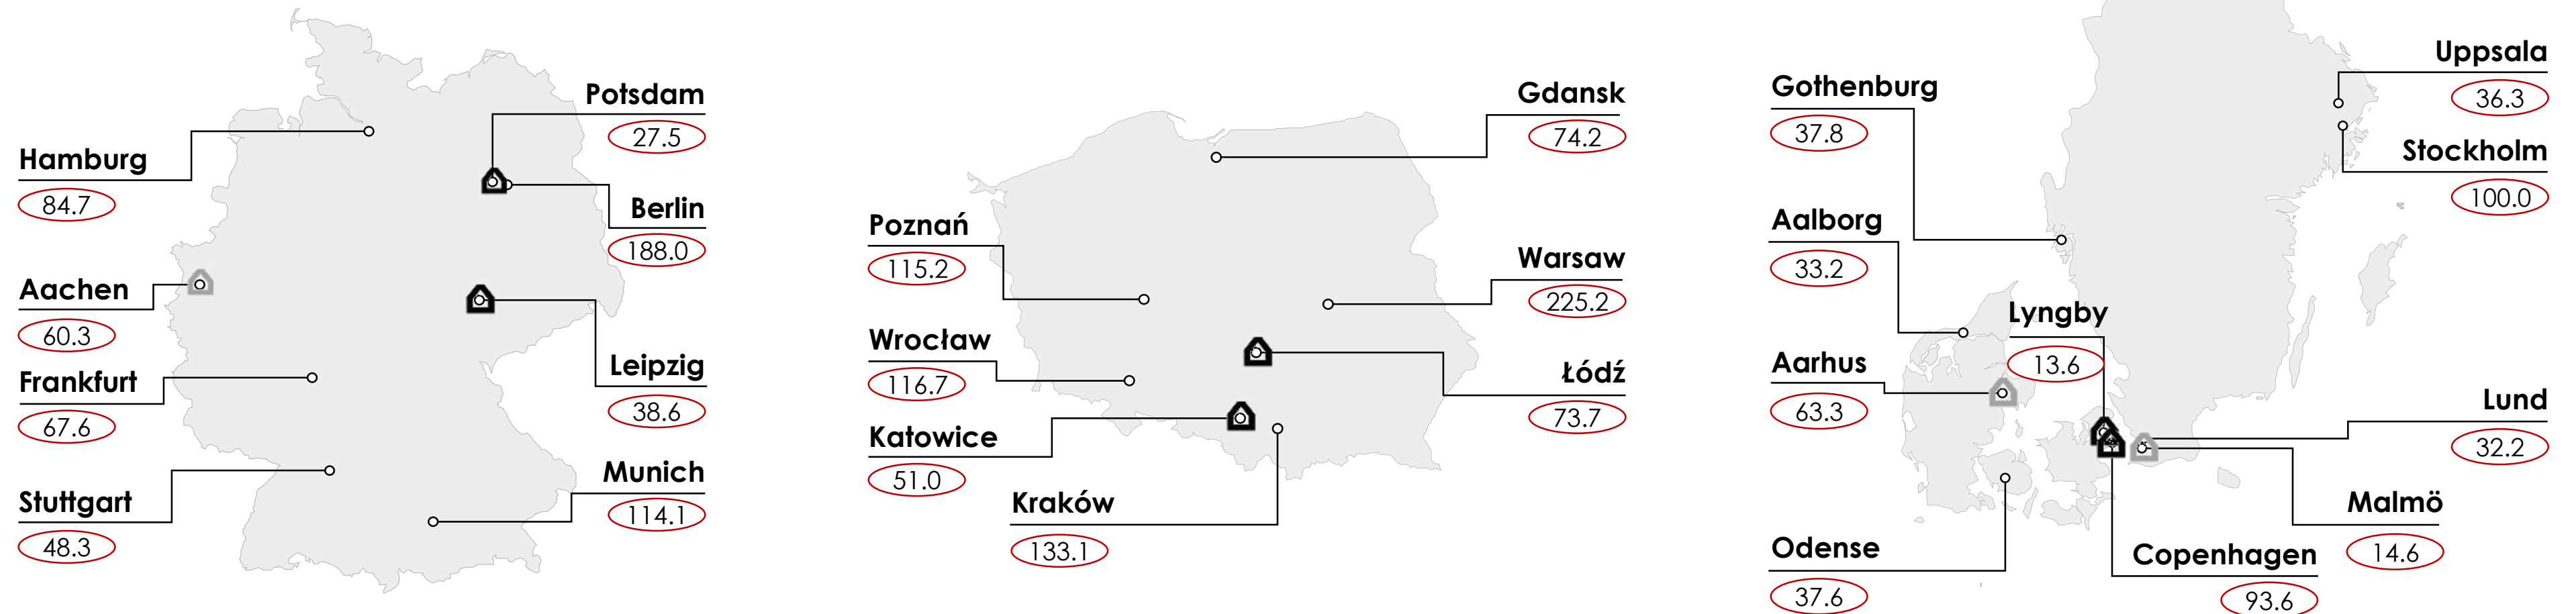 Potsdam
27.5
Hamburg
84.7
Berlin
188.0
Aachen
60.3
Frankfurt
67.6
Leipzig
38.6
Stuttgart
48.3
Munich
114.1
Gdansk
74.2
Poznań
115.2
Warsaw
225.2
Wrocław
116.7
Łódź
73.7
Katowice
51.0
Kraków
133.1
Uppsala
36.3
Gothenburg
37.8
Stockholm
100.0
Aalborg
33.2
Lyngby
13.6
Aarhus
63.3
Lund
32.2
Malmö
14.6
Odense
37.6
Copenhagen
93.6